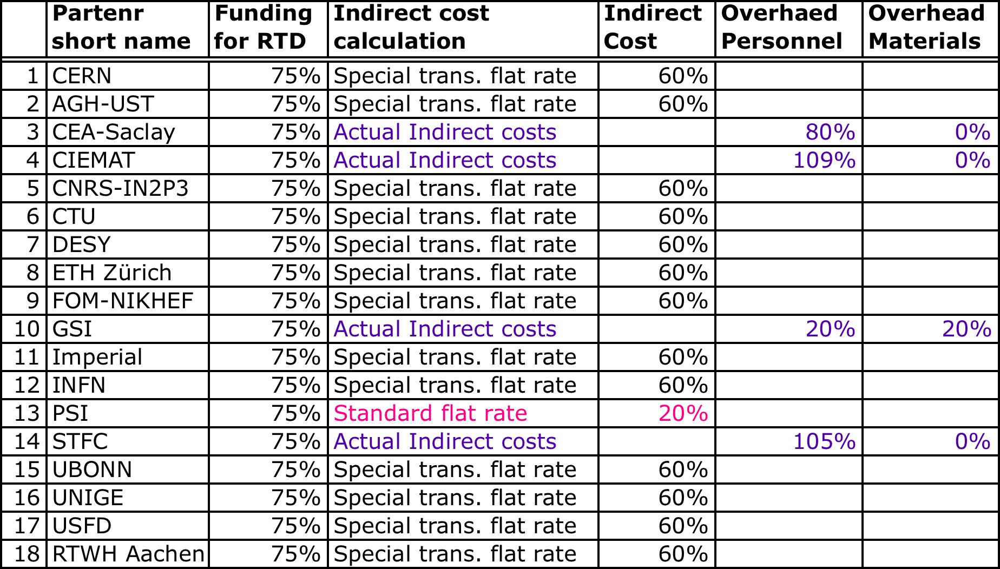 Partenr short name Funding for RTD Indirect cost calculation Indirect Cost Overhaed Personnel Overhead Materials
1 CERN 75% Special trans. flat rate 60%
2 AGH-UST 75% Special trans. flat rate 60%
3 CEA-Saclay 75% Actual Indirect costs 80% 0%
4 CIEMAT 75% Actual Indirect costs 109% 0%
5 CNRS-IN2P3 75% Special trans. flat rate 60%
6 CTU 75% Special trans. flat rate 60%
7 DESY 75% Special trans. flat rate 60%
8 ETH Zürich 75% Special trans. flat rate 60%
9 FOM-NIKHEF 75% Special trans. flat rate 60%
10 GSI 75% Actual Indirect costs 20% 20%
11 Imperial 75% Special trans. flat rate 60%
12 INFN 75% Special trans. flat rate 60%
13 PSI 75% Standard flat rate 20%
14 STFC 75% Actual Indirect costs 105% 0%
15 UBONN 75% Special trans. flat rate 60%
16 UNIGE 75% Special trans. flat rate 60%
17 USFD 75% Special trans. flat rate 60%
18 RTWH Aachen 75% Special trans. flat rate 60%